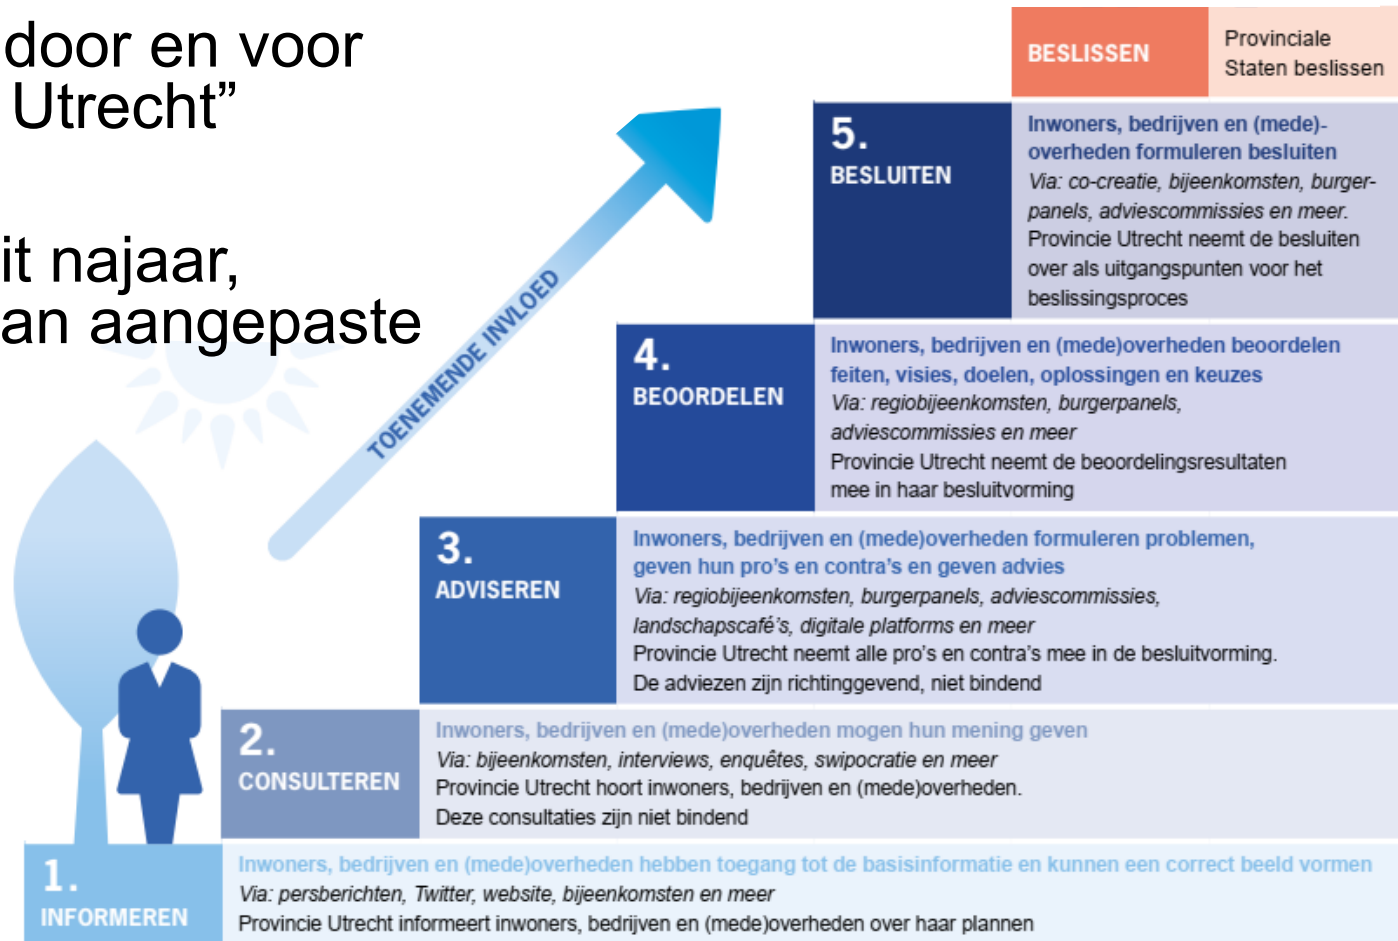 door en voor
Utrecht”
it najaar,
an aangepaste
TOENEMENDE INVLOED
BESLISSEN
Provinciale
Staten beslissen
5.
BESLUITEN
Inwoners, bedrijven en (mede)-
overheden formuleren besluiten
Via: co-creatie, bijeenkomsten, burger-
panels, adviescommissies en meer.
Provincie Utrecht neemt de besluiten
over als uitgangspunten voor het
beslissingsproces
4.
BEOORDELEN
Inwoners, bedrijven en (mede)overheden beoordelen
feiten, visies, doelen, oplossingen en keuzes
Via: regiobijeenkomsten, burgerpanels,
adviescommissies en meer
Provincie Utrecht neemt de beoordelingsresultaten
mee in haar besluitvorming
3.
ADVISEREN
Inwoners, bedrijven en (mede)overheden formuleren problemen,
geven hun pro's en contra's en geven advies
Via: regiobijeenkomsten, burgerpanels, adviescommissies,
landschapscafé's, digitale platforms en meer
Provincie Utrecht neemt alle pro's en contra's mee in de besluitvorming.
De adviezen zijn richtinggevend, niet bindend
2.
CONSULTEREN
Inwoners, bedrijven en (mede)overheden mogen hun mening geven
Via: bijeenkomsten, interviews, enquêtes, swipocratie en meer
Provincie Utrecht hoort inwoners, bedrijven en (mede)overheden.
Deze consultaties zijn niet bindend
1.
INFORMEREN
Inwoners, bedrijven en (mede)overheden hebben toegang tot de basisinformatie en kunnen een correct beeld vormen
Via: persberichten, Twitter, website, bijeenkomsten en meer
Provincie Utrecht informeert inwoners, bedrijven en (mede)overheden over haar plannen